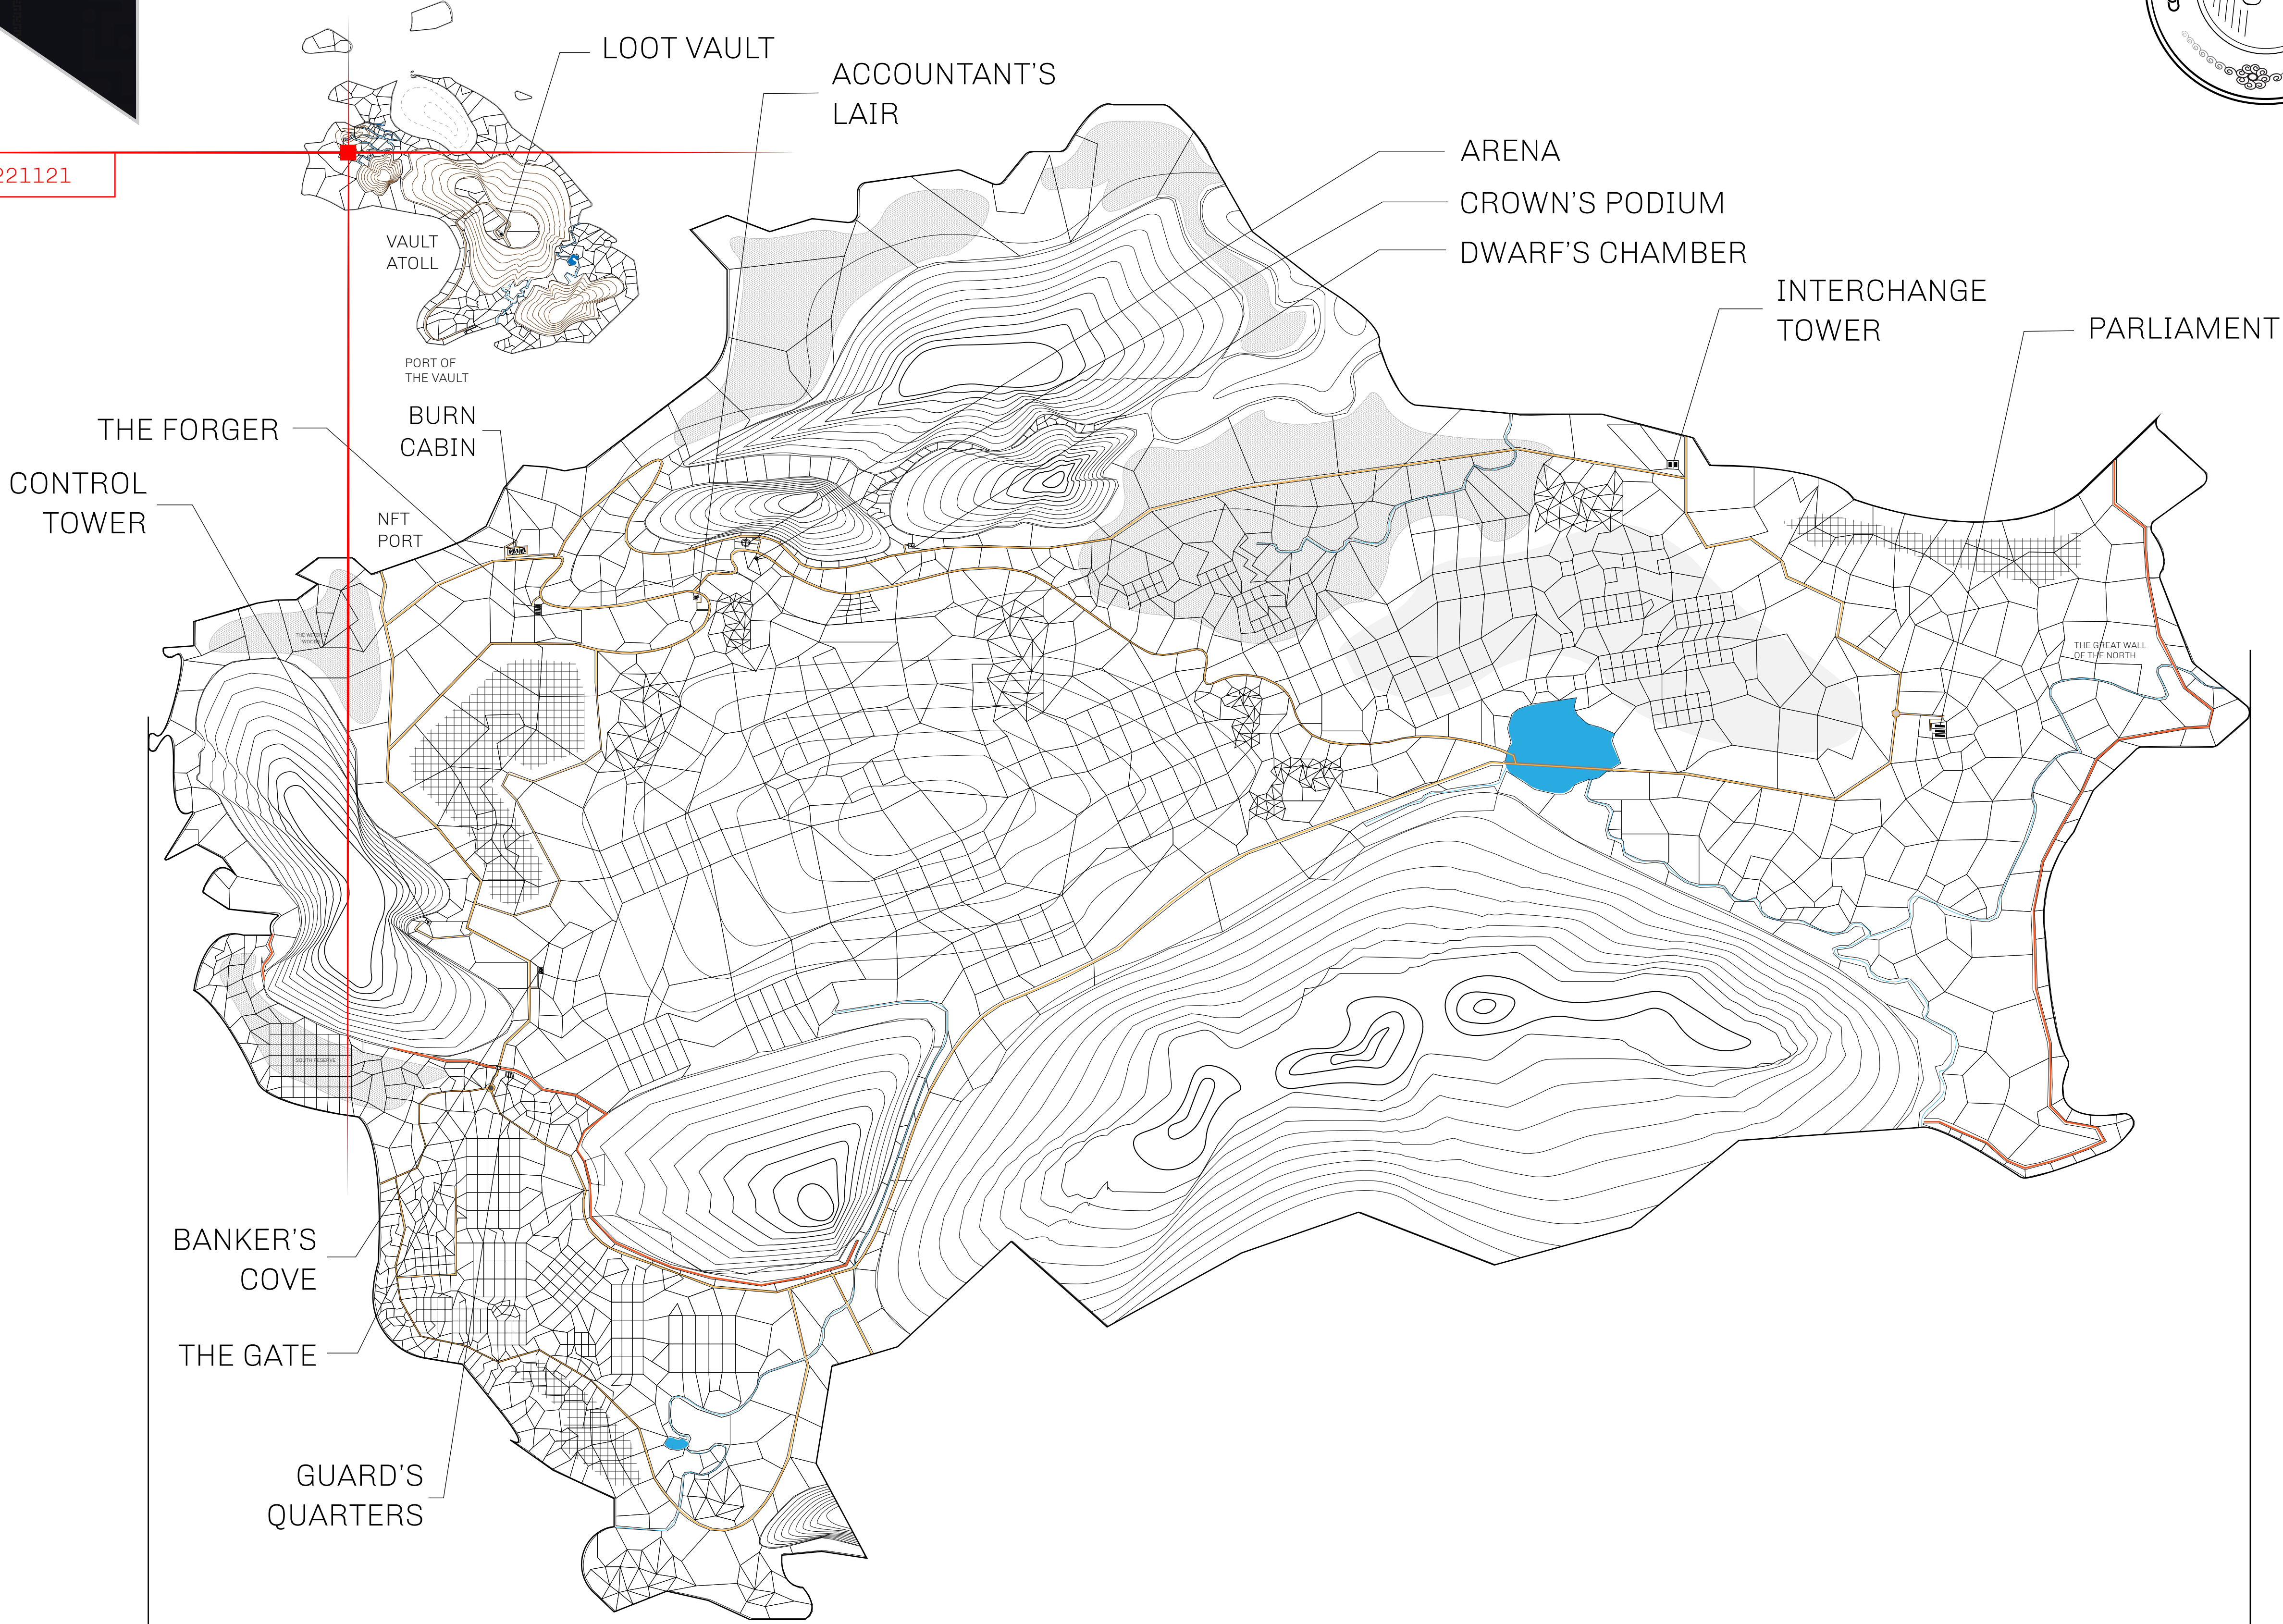 LOOT VAULT
ACCOUNTANT'S
LAIR
ARENA
CROWN'S PODIUM
DWARF'S CHAMBER
INTERCHANGE
TOWER
PARLIAMENT
221121
VAULT
ATOLL
PORT OF
THE VAULT
BURN
CABIN
THE FORGER
CONTROL
TOWER
NFT
PORT
THE GREAT WALL
OF THE NORTH
SOUTH RESERVE
BANKER'S
COVE
THE GATE
GUARD'S
QUARTERS